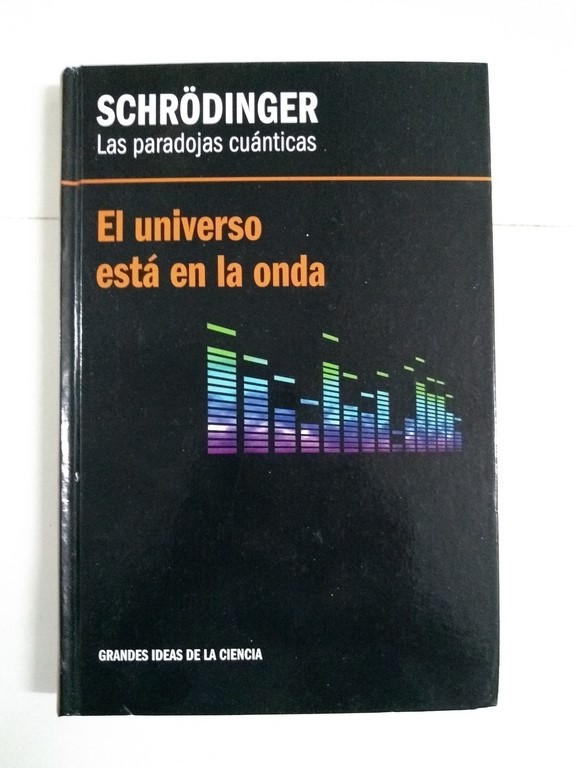 SCHRÖDINGER
Las paradojas cuánticas
El universo
está en la onda
GRANDES IDEAS DE LA CIENCIA